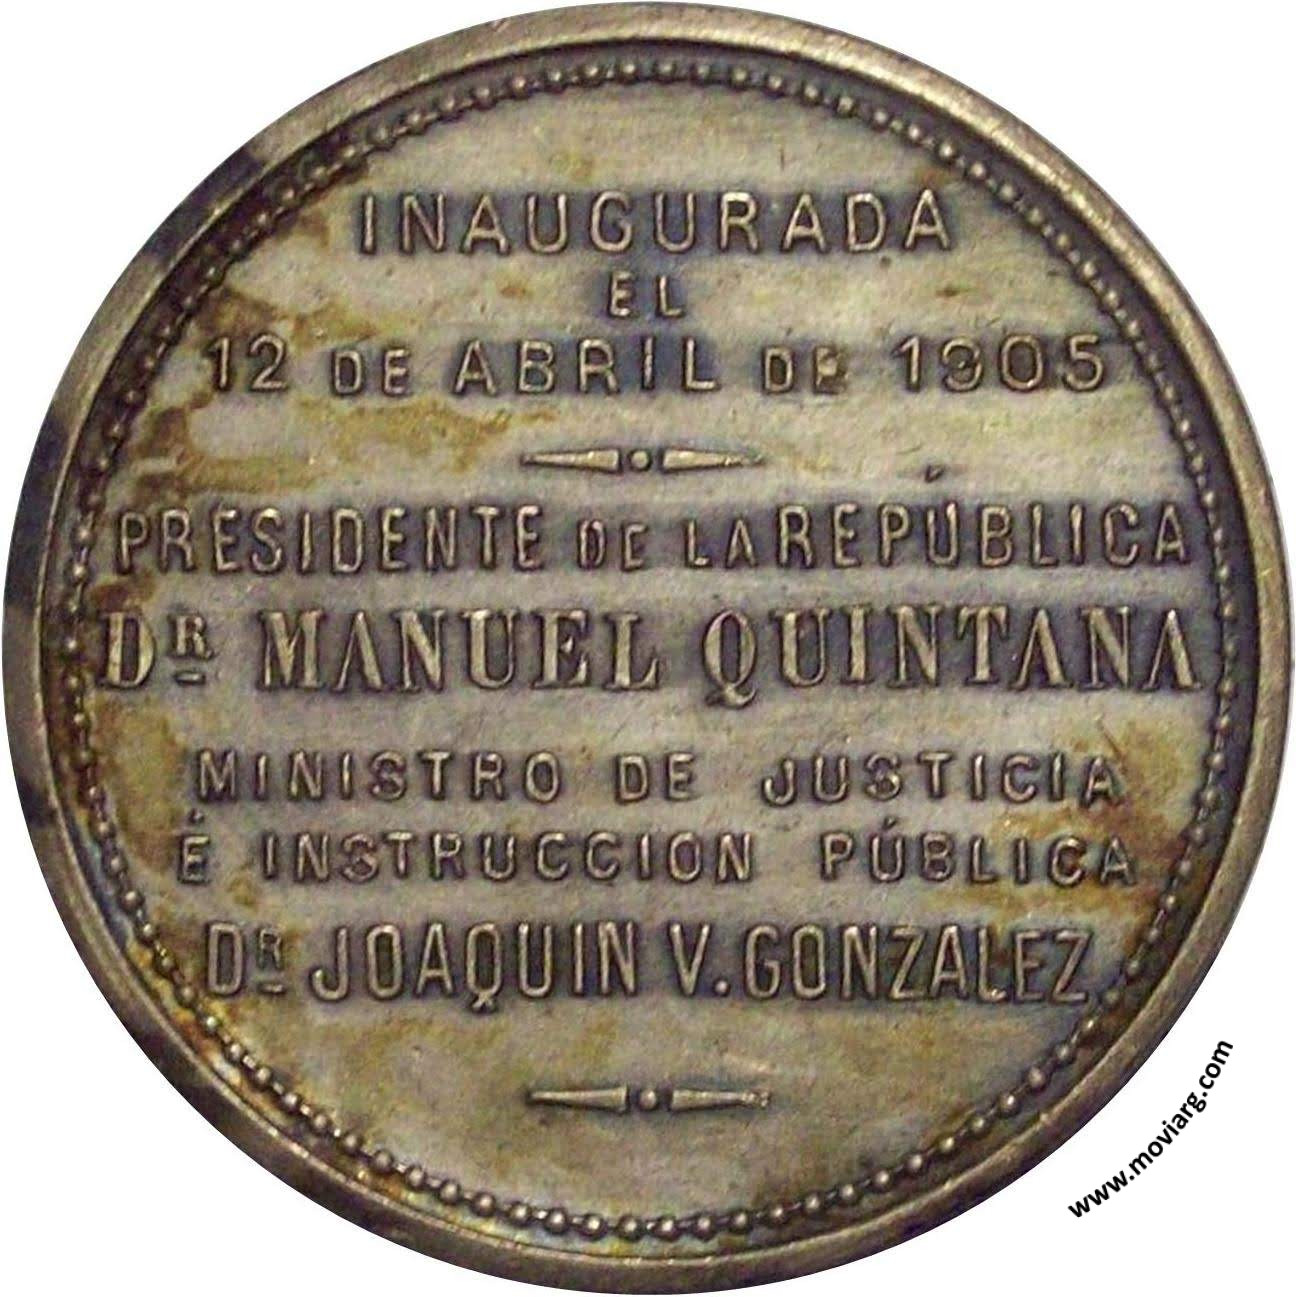 INAUGURADA
EL
12 DE ABRIL DE 1905
PRESIDENTE DE LA REPÚBLICA
DR MANUEL QUINTANA
MINISTRO DE JUSTICIA
É INSTRUCCION PÚBLICA
DR JOAQUIN V. GONZALEZ
www.moviarg.com